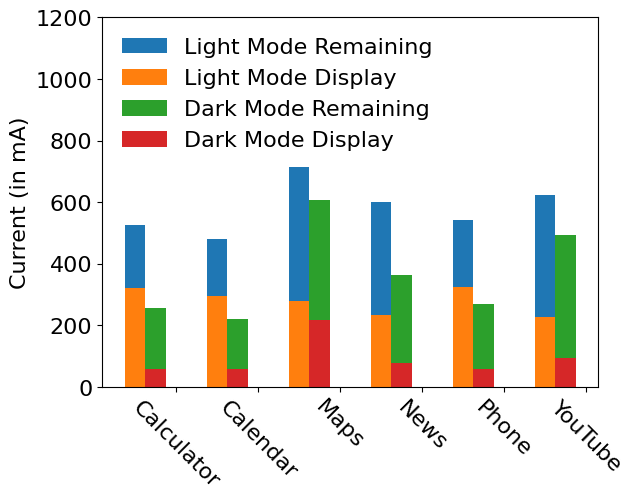 1200
1000
800
600
400
200
0
Current (in mA)
Light Mode Remaining
Light Mode Display
Dark Mode Remaining
Dark Mode Display
Calculator
Calendar
Maps
News
Phone
YouTube